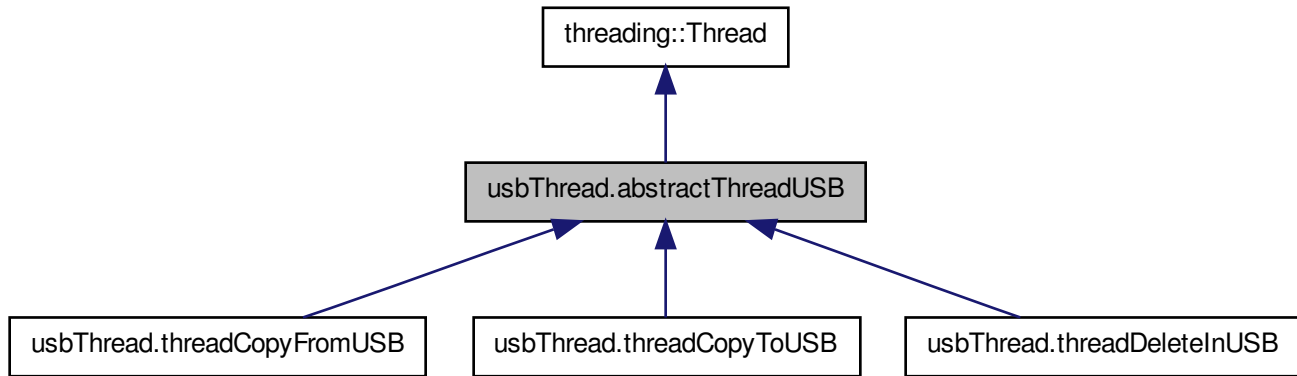 threading::Thread
usbThread.abstractThreadUSB
usbThread.threadCopyFromUSB
usbThread.threadCopyToUSB
usbThread.threadDeleteInUSB